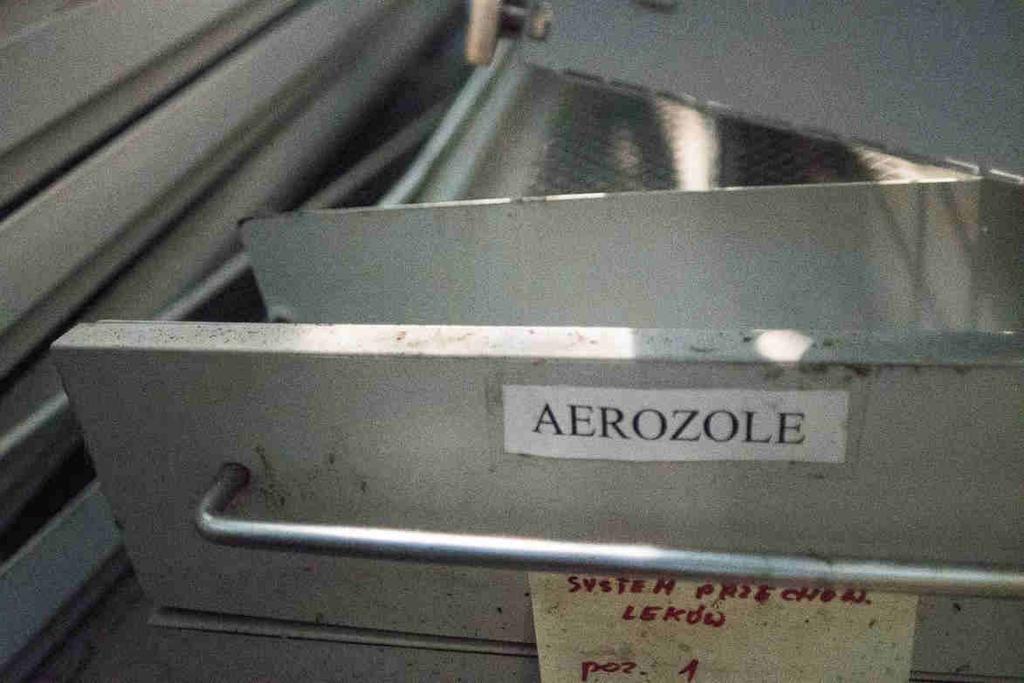 AEROZOLE
SYSTEM PRZECHOW.
LEKÓW
poz. 1